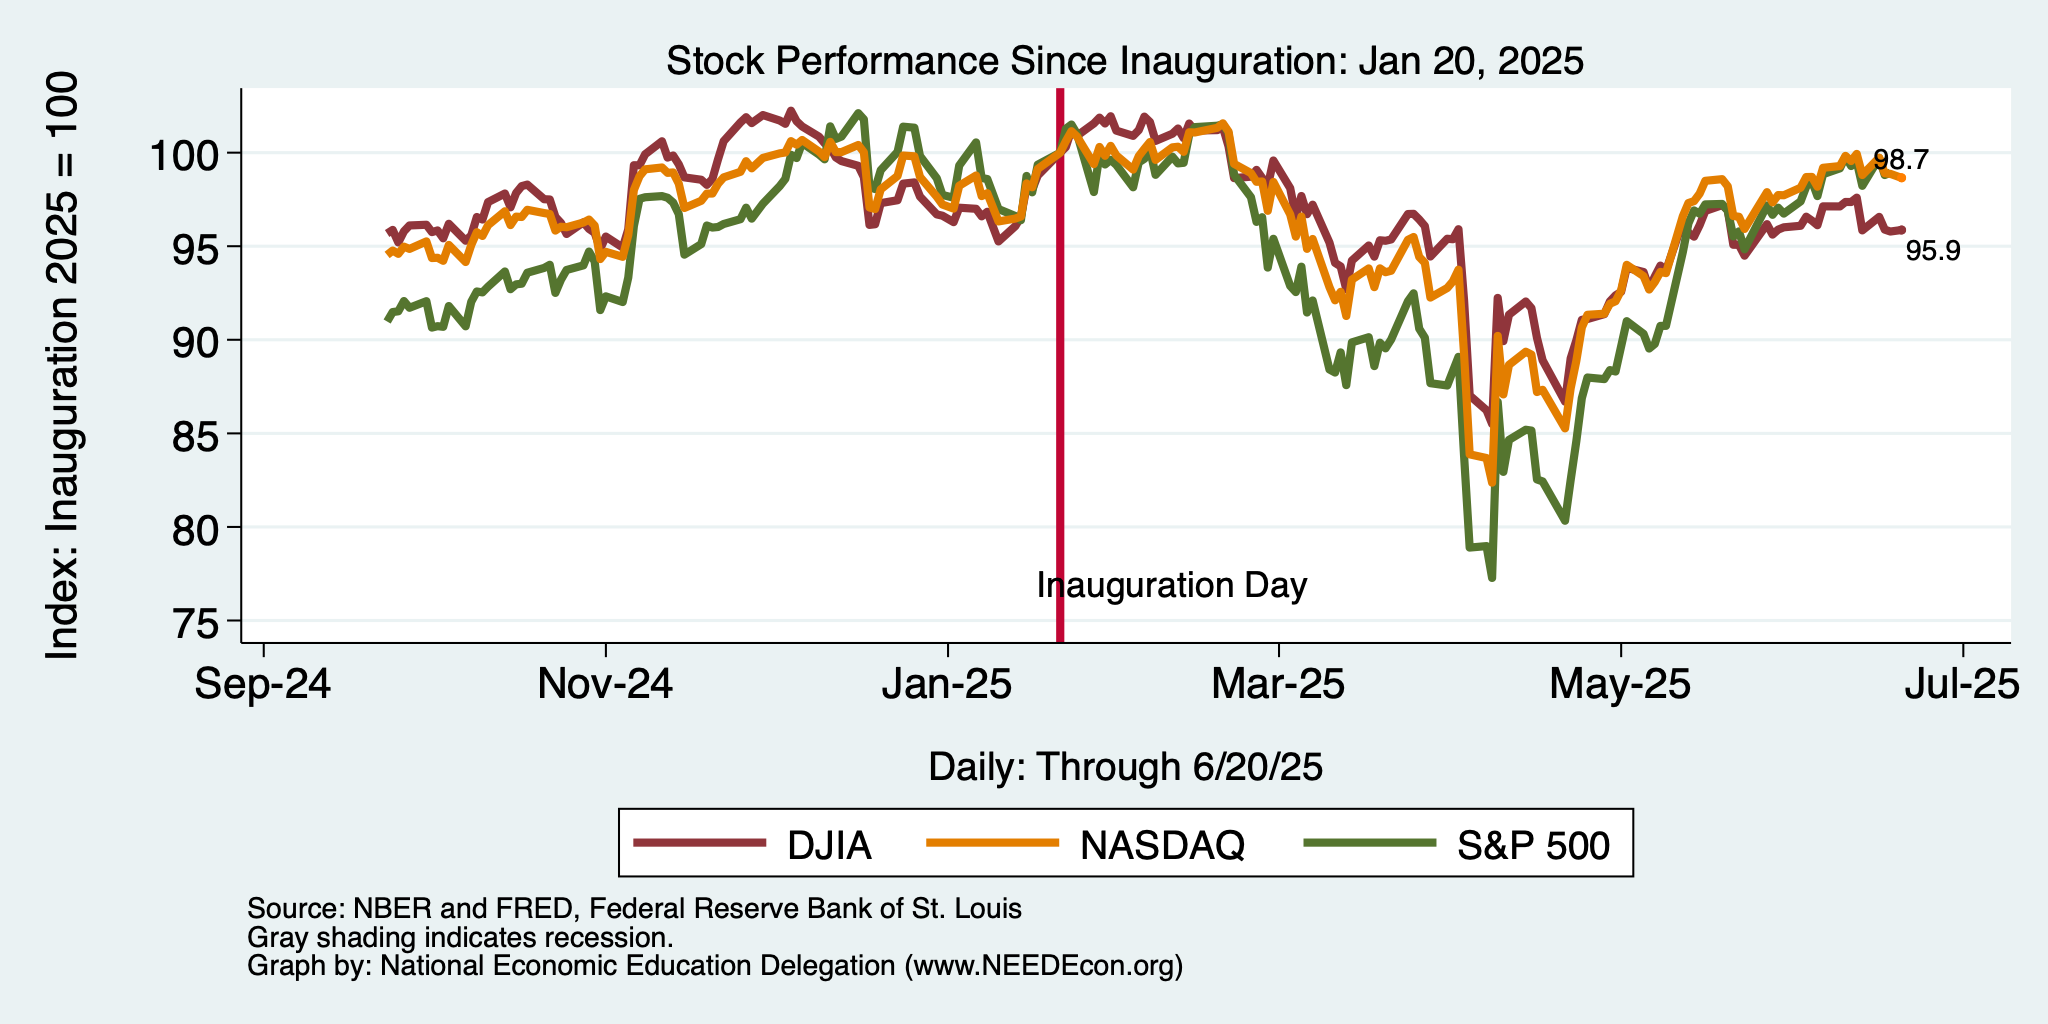 Stock Performance Since Inauguration: Jan 20, 2025
Index: Inauguration 2025 = 100
100
95
90
85
80
75
98.7
95.9
Inauguration Day
Sep-24
Nov-24
Jan-25
Mar-25
May-25
Jul-25
Daily: Through 6/20/25
DJIA
NASDAQ
S&P 500
Source: NBER and FRED, Federal Reserve Bank of St. Louis
Gray shading indicates recession.
Graph by: National Economic Education Delegation (www.NEEDEcon.org)